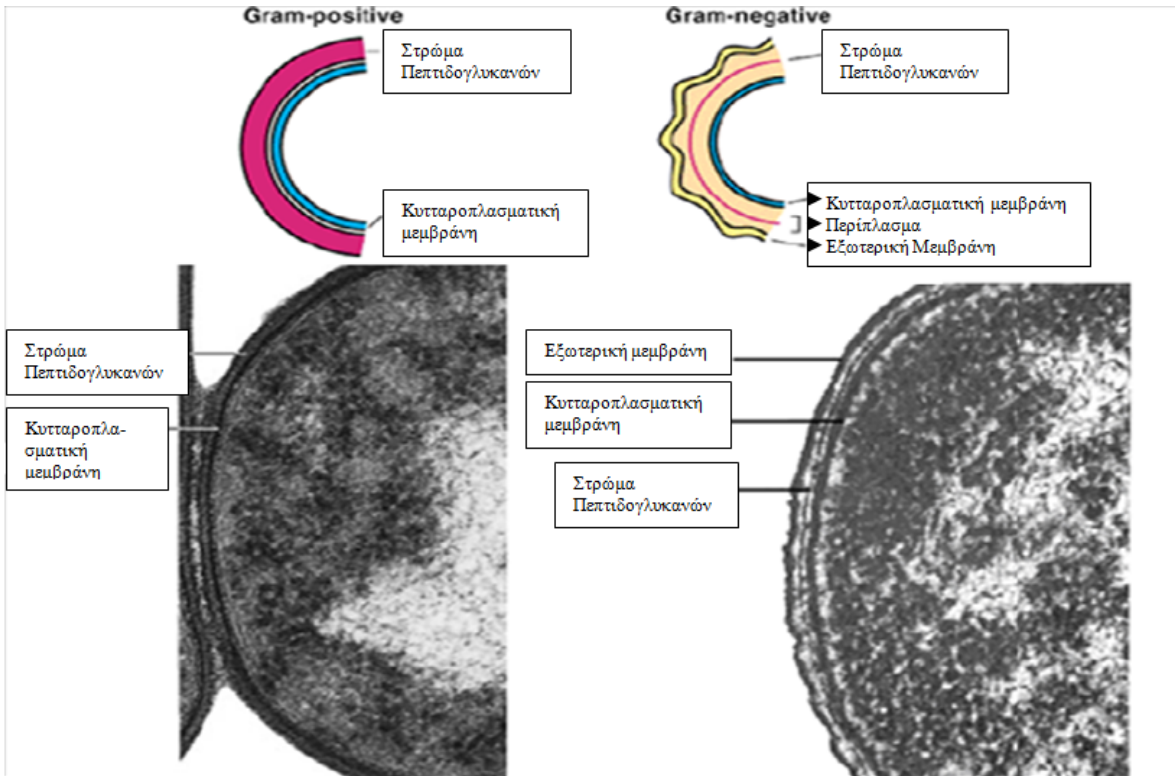 Gram-positive
Στρώμα
Πεπτιδογλυκανών
Κυτταροπλασματική
μεμβράνη
Gram-negative
Στρώμα
Πεπτιδογλυκανών
Κυτταροπλασματική μεμβράνη
Περίπλασμα
Εξωτερική Μεμβράνη
Στρώμα
Πεπτιδογλυκανών
Κυτταροπλα-
σματική
μεμβράνη
Εξωτερική μεμβράνη
Κυτταροπλασματική
μεμβράνη
Στρώμα
Πεπτιδογλυκανών